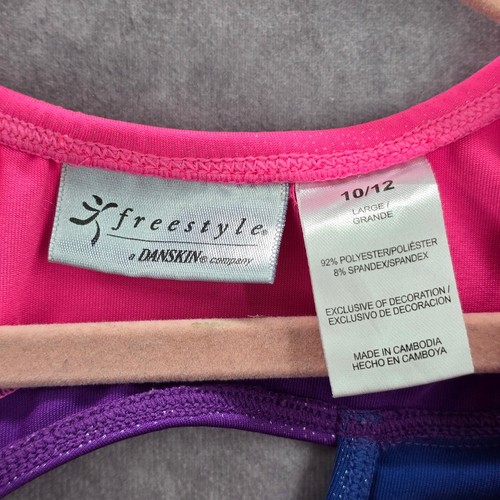 freestyle®
a DANSKIN® company
10/12
LARGE/
GRANDE
92% POLYESTER/POLIÉSTER
8% SPANDEX/SPANDEX
EXCLUSIVE OF DECORATION/
EXCLUSIVO DE DECORACION
MADE IN CAMBODIA
HECHO EN CAMBOYA